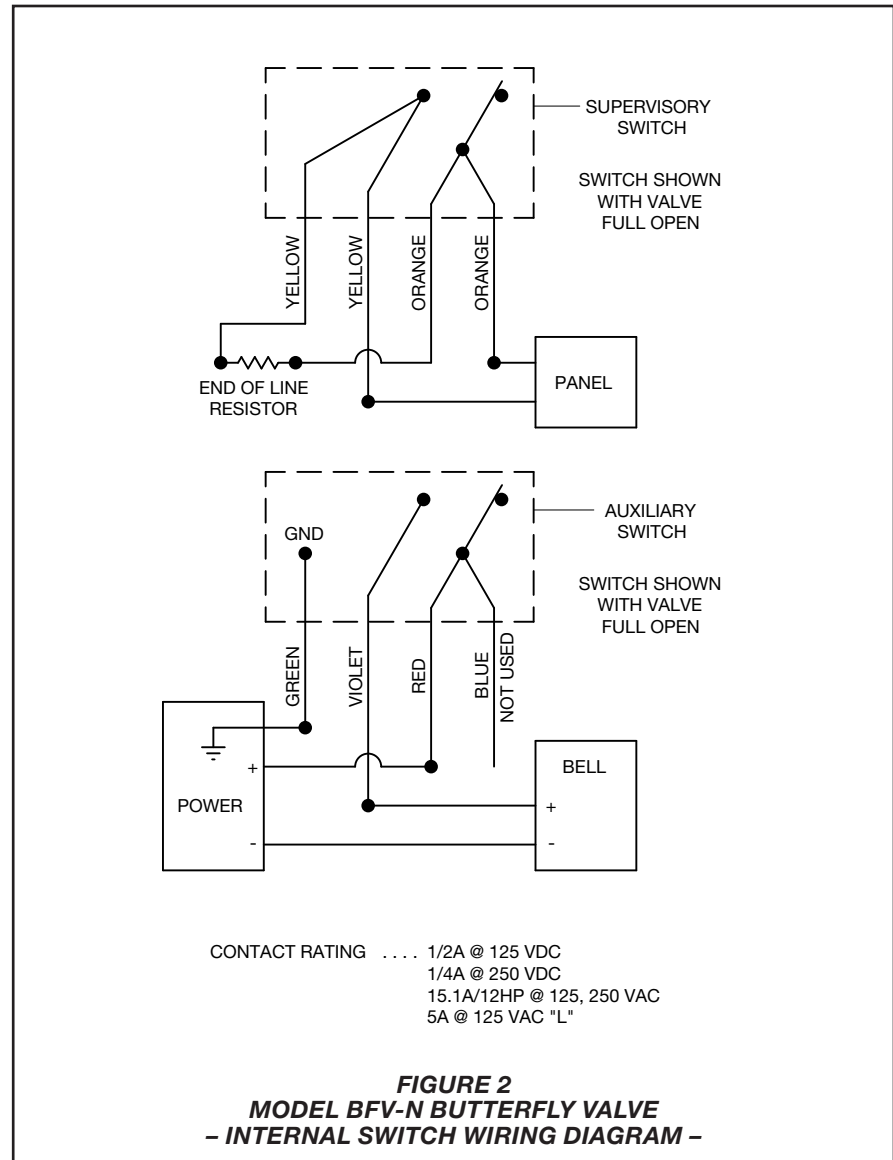 SUPERVISORY
SWITCH
SWITCH SHOWN
WITH VALVE
FULL OPEN
YELLOW
YELLOW
ORANGE
ORANGE
END OF LINE
RESISTOR
PANEL
AUXILIARY
SWITCH
GND
SWITCH SHOWN
WITH VALVE
FULL OPEN
GREEN
VIOLET
RED
BLUE
NOT USED
+
POWER
-
BELL
+
-
CONTACT RATING . . . . 1/2A @ 125 VDC
1/4A @ 250 VDC
15.1A/12HP @ 125, 250 VAC
5A @ 125 VAC "L"
FIGURE 2
MODEL BFV-N BUTTERFLY VALVE
– INTERNAL SWITCH WIRING DIAGRAM –